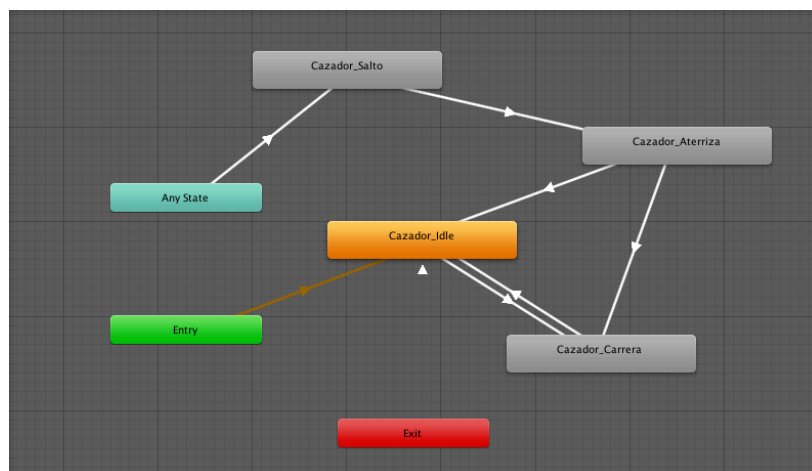 Cazador_Salto
Cazador_Aterriza
Any State
Cazador_Idle
Entry
Cazador_Carrera
Exit